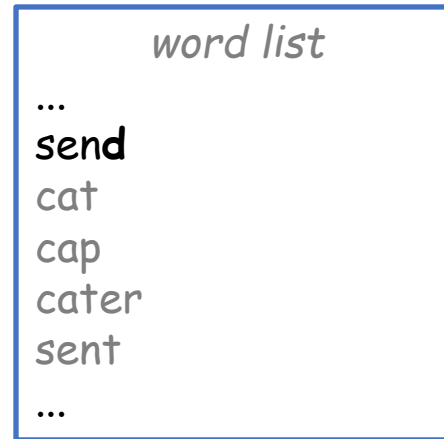 word list
...
send
cat
cap
cater
sent
...